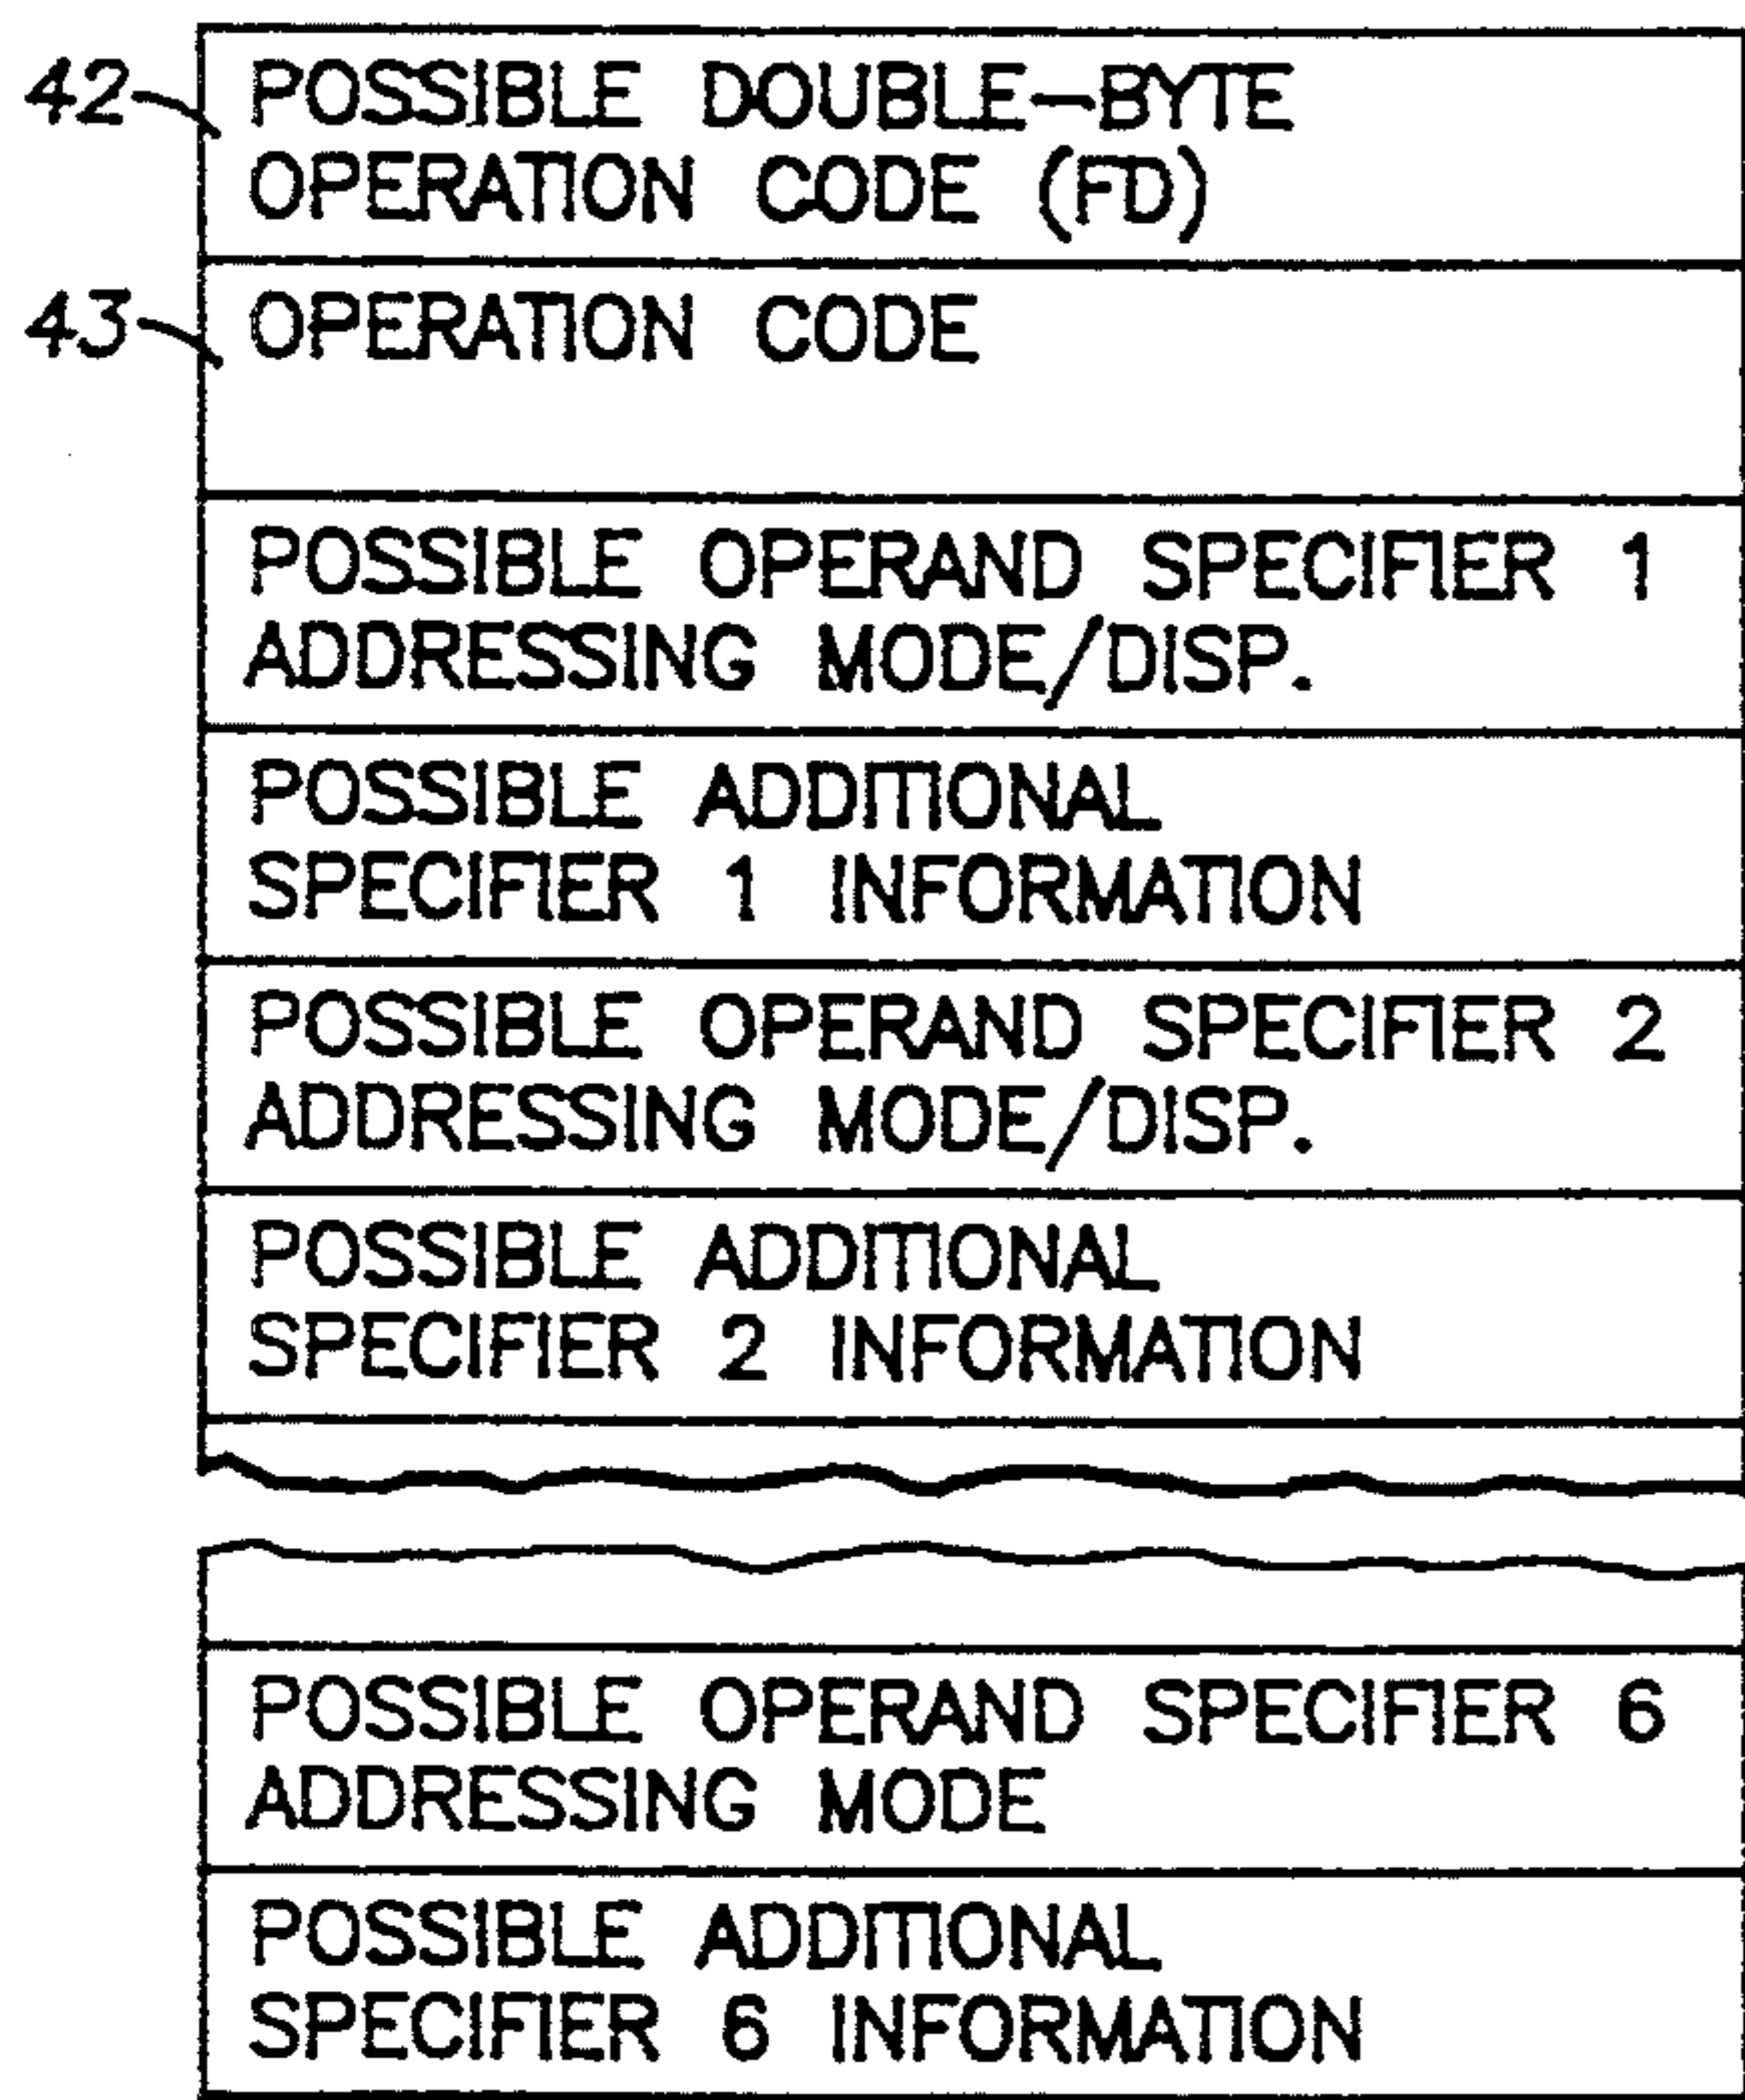 42 POSSIBLE DOUBLE-BYTE
OPERATION CODE (FD)
43 OPERATION CODE
POSSIBLE OPERAND SPECIFIER 1
ADDRESSING MODE/DISP.
POSSIBLE ADDITIONAL
SPECIFIER 1 INFORMATION
POSSIBLE OPERAND SPECIFIER 2
ADDRESSING MODE/DISP.
POSSIBLE ADDITIONAL
SPECIFIER 2 INFORMATION
POSSIBLE OPERAND SPECIFIER 6
ADDRESSING MODE
POSSIBLE ADDITIONAL
SPECIFIER 6 INFORMATION